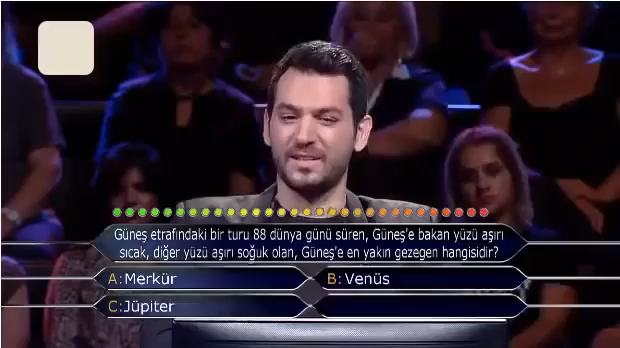 Güneş etrafındaki bir turu 88 dünya günü süren, Güneş'e bakan yüzü aşırı
sıcak, diğer yüzü aşırı soğuk olan, Güneş'e en yakın gezegen hangisidir?
A: Merkür
B: Venüs
C: Jüpiter